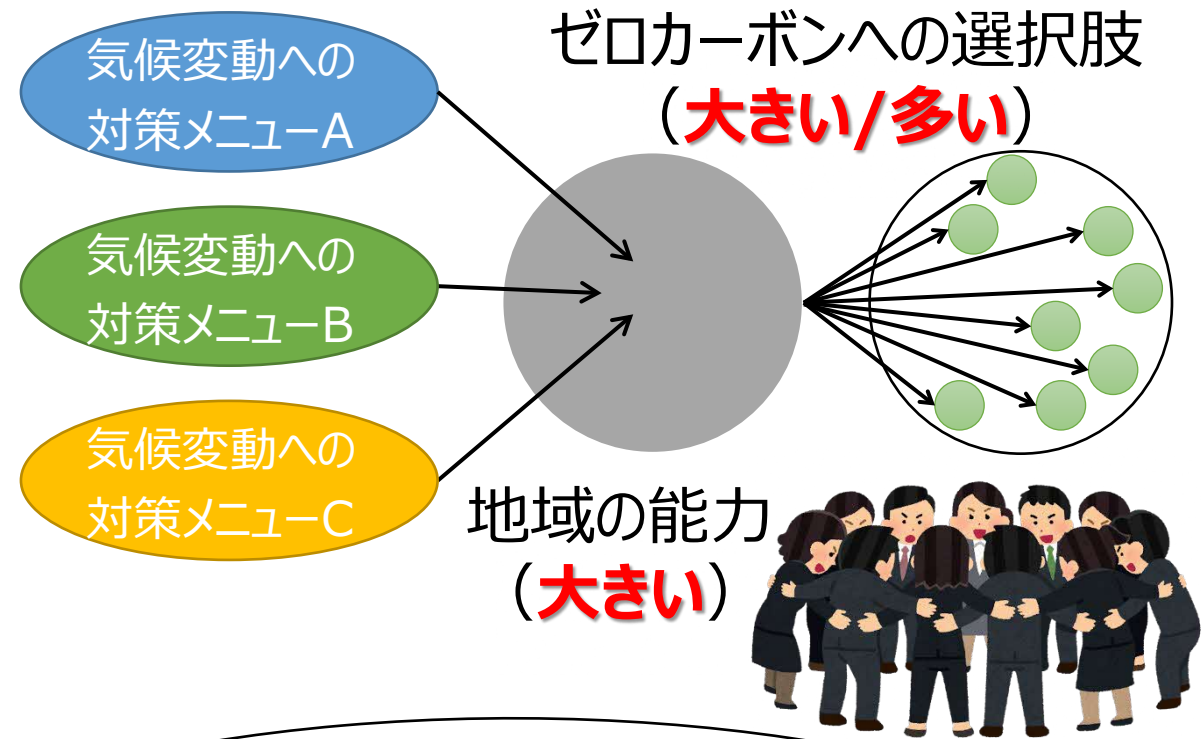 気候変動への
対策メニューA
気候変動への
対策メニューB
気候変動への
対策メニューC
ゼロカーボンへの選択肢
（大きい/多い）
地域の能力
（大きい）